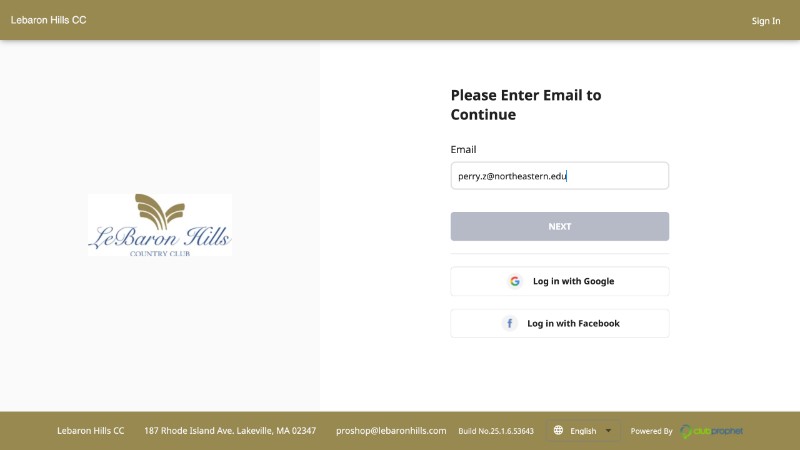 Lebaron Hills CC
Sign In
Please Enter Email to
Continue
Email
perry.z@northeastern.edu
NEXT
Log in with Google
Log in with Facebook
LeBaron Hills
COUNTRY CLUB
Lebaron Hills CC
187 Rhode Island Ave. Lakeville, MA 02347
proshop@lebaronhills.com
Build No.25.1.6.53643
English
Powered By
clubprophet